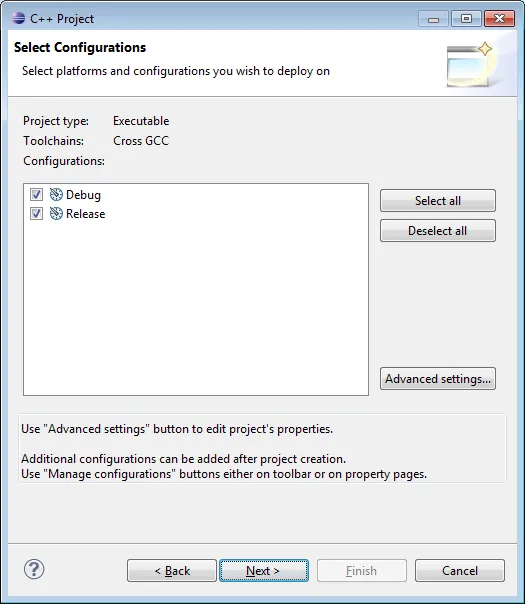 C++ Project
Select Configurations
Select platforms and configurations you wish to deploy on
Project type: Executable
Toolchains: Cross GCC
Configurations:
Debug
Release
Select all
Deselect all
Advanced settings...
Use "Advanced settings" button to edit project's properties.
Additional configurations can be added after project creation.
Use "Manage configurations" buttons either on toolbar or on property pages.
?
< Back
Next >
Finish
Cancel